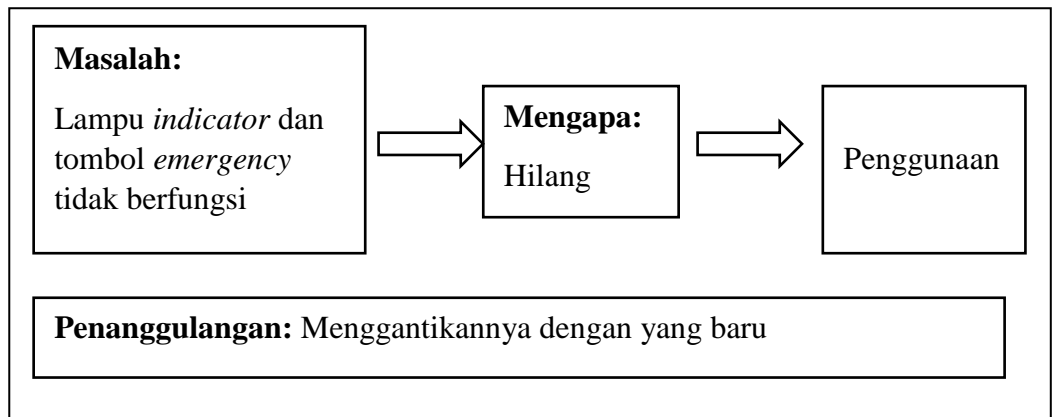 Masalah:
Lampu indicator dan
tombol emergency
tidak berfungsi
Mengapa:
Hilang
Penggunaan
Penanggulangan: Menggantikannya dengan yang baru